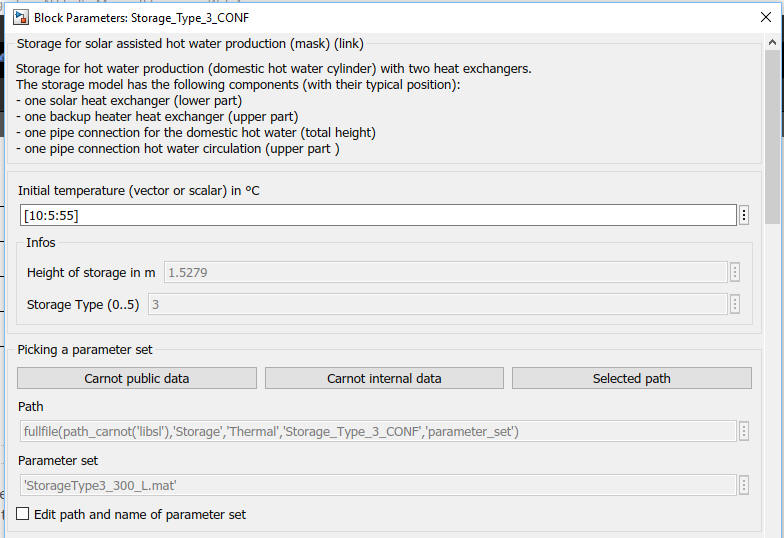 Block Parameters: Storage_Type_3_CONF
Storage for solar assisted hot water production (mask) (link)
Storage for hot water production (domestic hot water cylinder) with two heat exchangers.
The storage model has the following components (with their typical position):
- one solar heat exchanger (lower part)
- one backup heater heat exchanger (upper part)
- one pipe connection for the domestic hot water (total height)
- one pipe connection hot water circulation (upper part )
Initial temperature (vector or scalar) in °C
[10:5:55]
Infos
Height of storage in m 1.5279
Storage Type (0..5) 3
Picking a parameter set
Carnot public data Carnot internal data Selected path
Path
fullfile(path_carnot('libsl'),'Storage','Thermal','Storage_Type_3_CONF','parameter_set')
Parameter set
'StorageType3_300_L.mat'
Edit path and name of parameter set